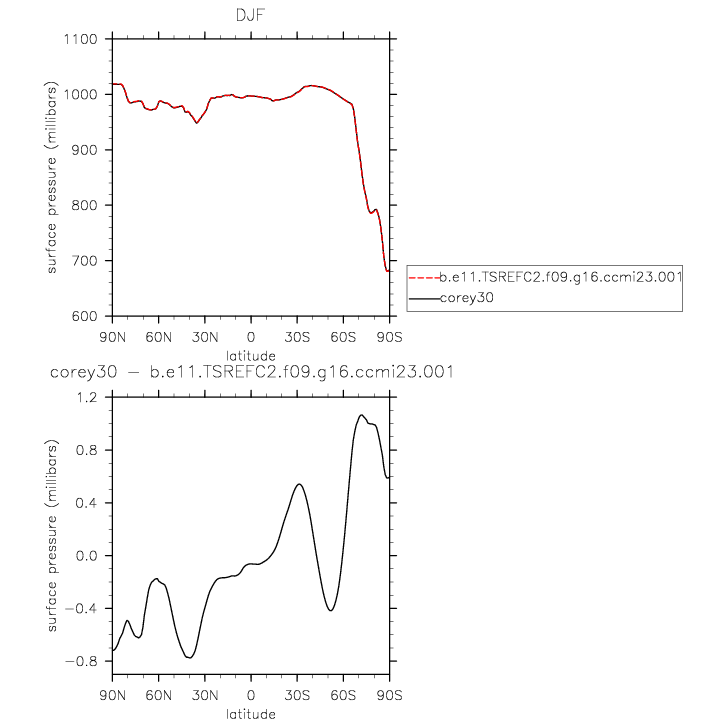 DJF
1100
1000
900
800
700
600
surface pressure (millibars)
90N 60N 30N 0 30S 60S 90S
latitude
b.e11.TSREFC2.f09.g16.ccmi23.001
corey30
corey30 − b.e11.TSREFC2.f09.g16.ccmi23.001
1.2
0.8
0.4
0.0
−0.4
−0.8
surface pressure (millibars)
90N 60N 30N 0 30S 60S 90S
latitude